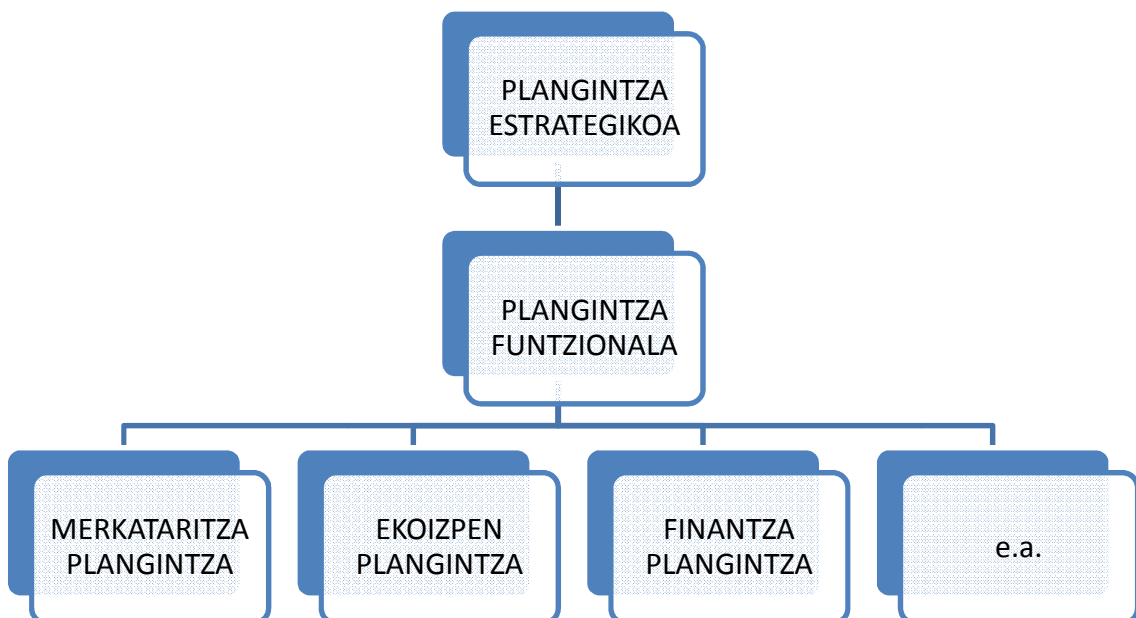 PLANGINTZA
ESTRATEGIKOA
PLANGINTZA
FUNTZIONALA
MERKATARITZA
PLANGINTZA
EKOIZPEN
PLANGINTZA
FINANTZA
PLANGINTZA
e.a.